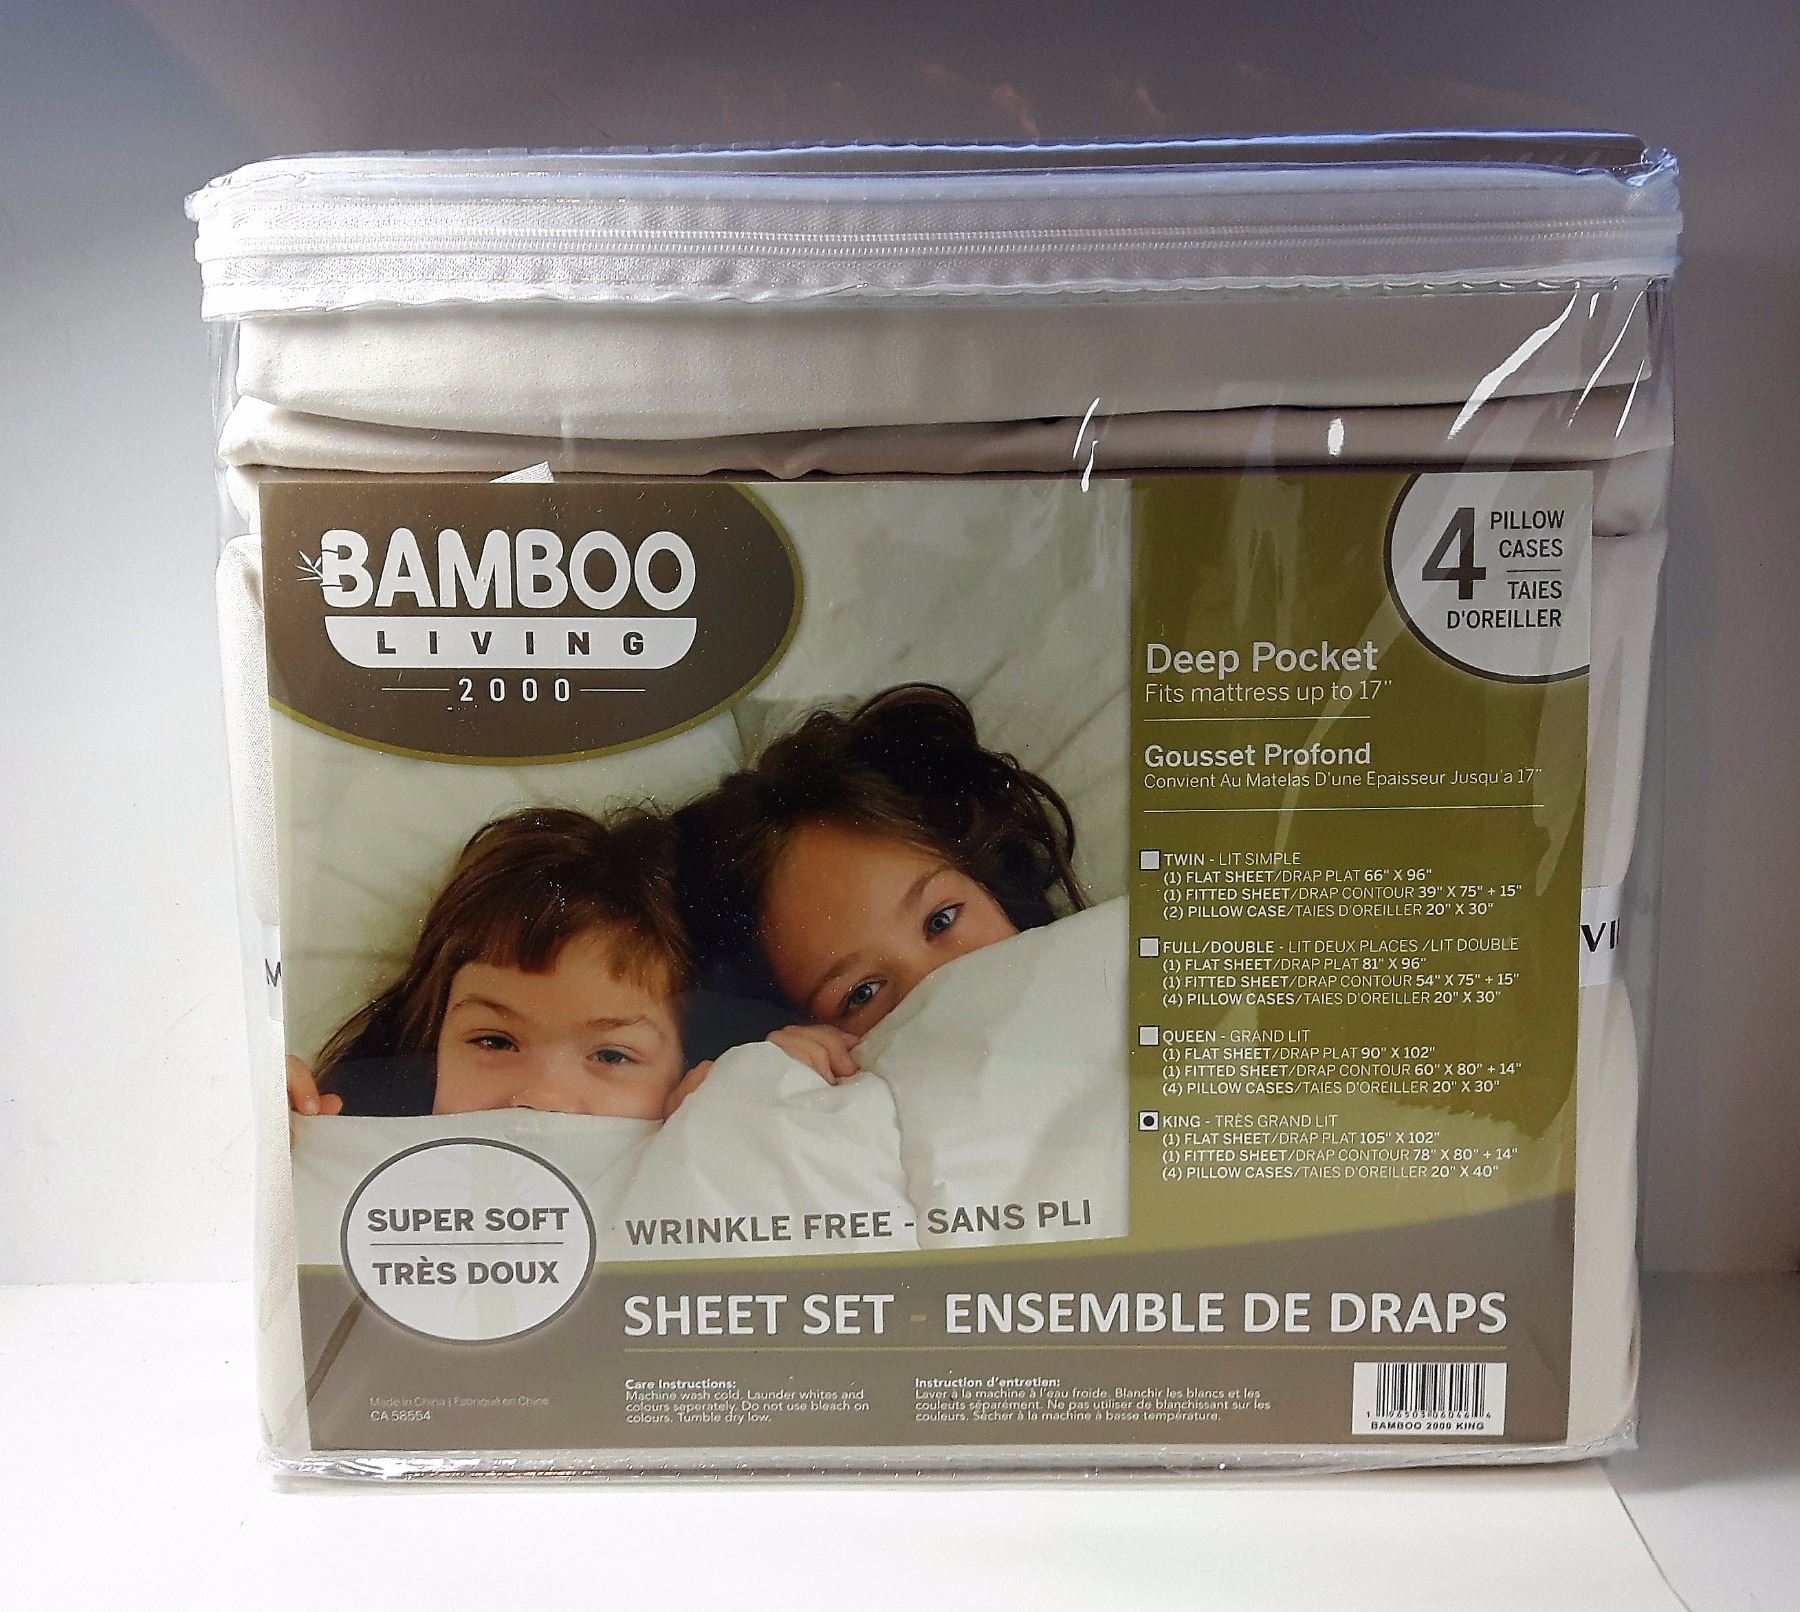 BAMBOO
LIVING
2000
4 PILLOW
CASES
TAIES
D'OREILLER
Deep Pocket
Fits mattress up to 17"
Gousset Profond
Convient Au Matelas D'une Epaisseur Jusqu'a 17"
TWIN - LIT SIMPLE
(1) FLAT SHEET/DRAP PLAT 66" X 96"
(1) FITTED SHEET/DRAP CONTOUR 39" X 75" + 15"
(2) PILLOW CASE/TAIES D'OREILLER 20" X 30"
FULL/DOUBLE - LIT DEUX PLACES /LIT DOUBLE
(1) FLAT SHEET/DRAP PLAT 81" X 96"
(1) FITTED SHEET/DRAP CONTOUR 54" X 75" + 15"
(4) PILLOW CASES/TAIES D'OREILLER 20" X 30"
QUEEN - GRAND LIT
(1) FLAT SHEET/DRAP PLAT 90" X 102"
(1) FITTED SHEET/DRAP CONTOUR 60" X 80" + 14"
(4) PILLOW CASES/TAIES D'OREILLER 20" X 30"
KING - TRÈS GRAND LIT
(1) FLAT SHEET/DRAP PLAT 105" X 102"
(1) FITTED SHEET/DRAP CONTOUR 78" X 80" + 14"
(4) PILLOW CASES/TAIES D'OREILLER 20" X 40"
M
VI
SUPER SOFT
TRÈS DOUX
WRINKLE FREE - SANS PLI
SHEET SET - ENSEMBLE DE DRAPS
Made in China | Fabriqué en Chine
CA 58554
Care Instructions:
Machine wash cold. Launder whites and
colours seperately. Do not use bleach on
colours. Tumble dry low.
Instruction d'entretien:
Laver à la machine à l'eau froide. Blanchir les blancs et les
couleuts séparément. Ne pas utiliser de blanchissant sur les
couleurs. Sécher à la machine à basse température.
BAMBOO 2000 KING